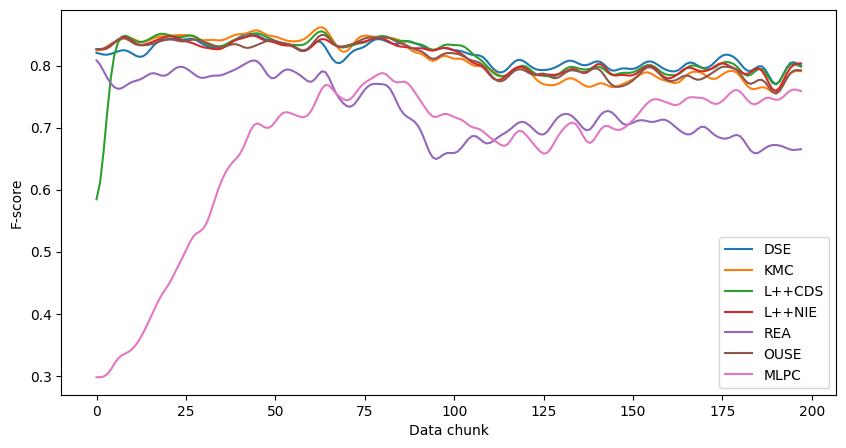 F-score
0.8
0.7
0.6
0.5
0.4
0.3
0
25
50
75
100
125
150
175
200
Data chunk
DSE
KMC
L++CDS
L++NIE
REA
OUSE
MLPC